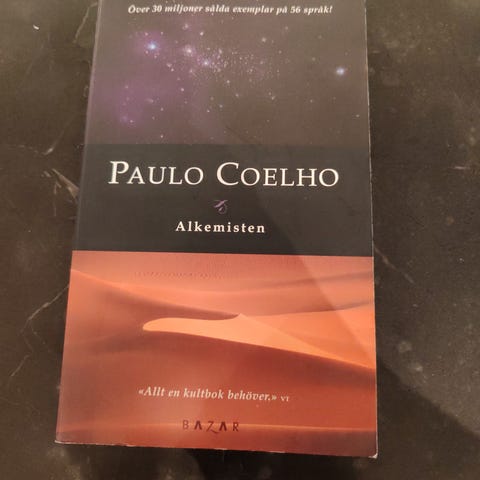 Över 30 miljoner sålda exemplar på 56 språk!
PAULO COELHO
Alkemisten
«Allt en kultbok behöver,» VI
BAZAR